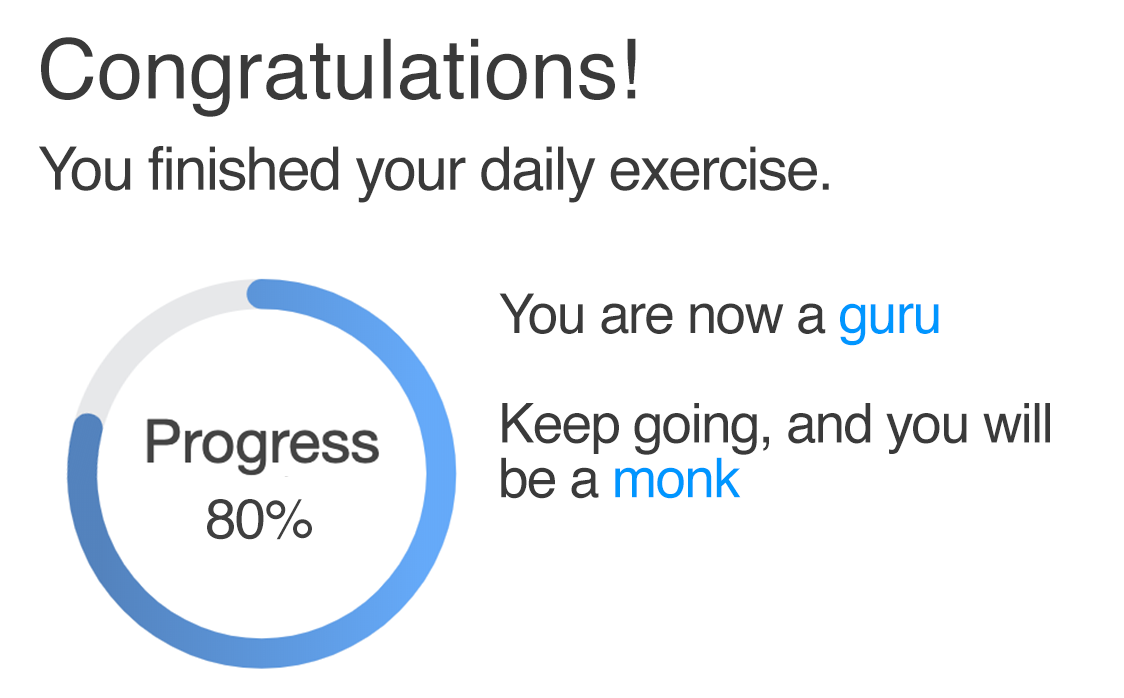 Congratulations!
You finished your daily exercise.
Progress
80%
You are now a guru
Keep going, and you will
be a monk